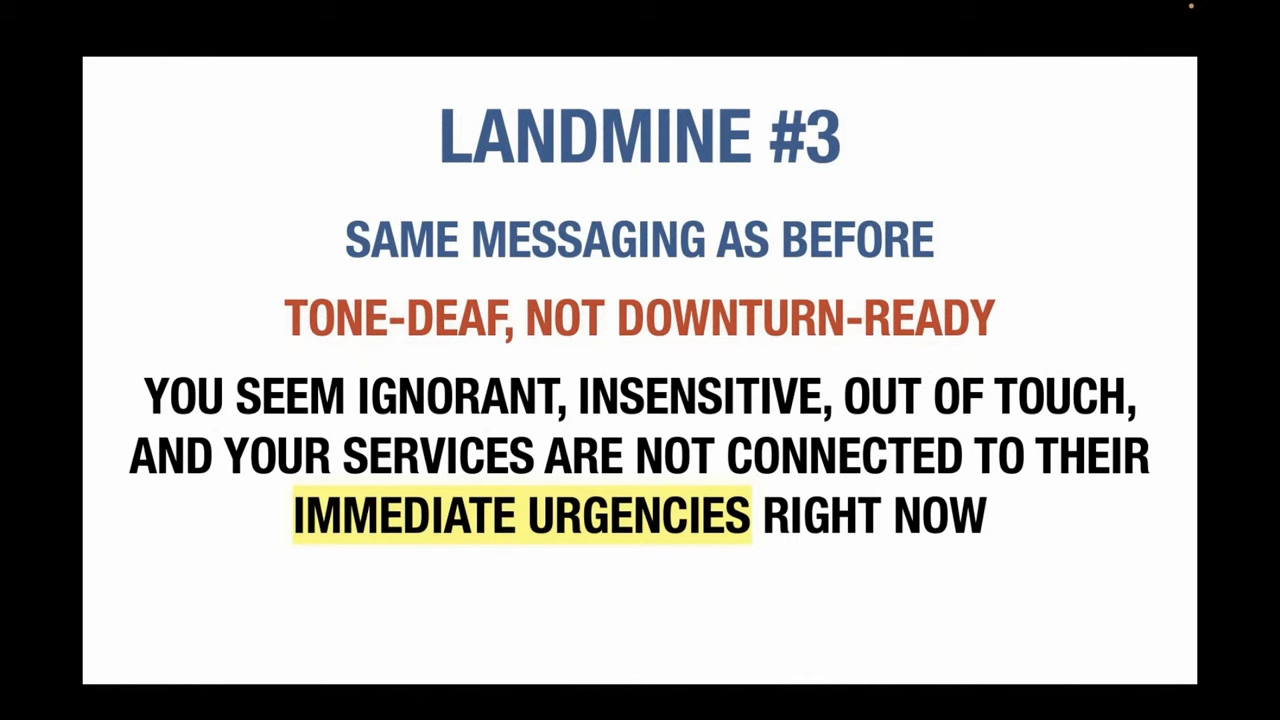 LANDMINE #3
SAME MESSAGING AS BEFORE
TONE-DEAF, NOT DOWNTURN-READY
YOU SEEM IGNORANT, INSENSITIVE, OUT OF TOUCH,
AND YOUR SERVICES ARE NOT CONNECTED TO THEIR
IMMEDIATE URGENCIES RIGHT NOW